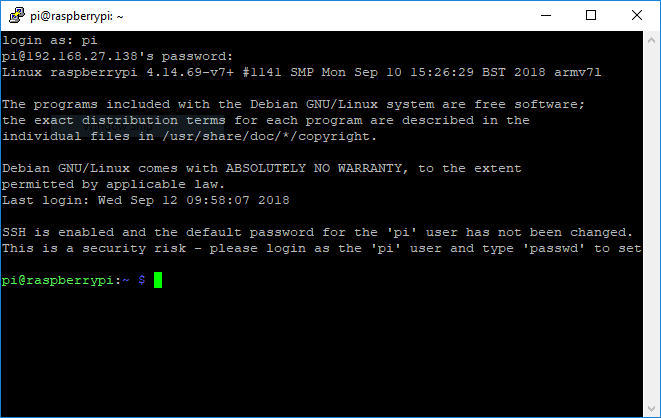 pi@raspberrypi: ~
login as: pi
pi@192.168.27.138's password:
Linux raspberrypi 4.14.69-v7+ #1141 SMP Mon Sep 10 15:26:29 BST 2018 armv7l
The programs included with the Debian GNU/Linux system are free software;
the exact distribution terms for each program are described in the
individual files in /usr/share/doc/*/copyright.
Debian GNU/Linux comes with ABSOLUTELY NO WARRANTY, to the extent
permitted by applicable law.
Last login: Wed Sep 12 09:58:07 2018
SSH is enabled and the default password for the 'pi' user has not been changed.
This is a security risk - please login as the 'pi' user and type 'passwd' to set
pi@raspberrypi:~ $